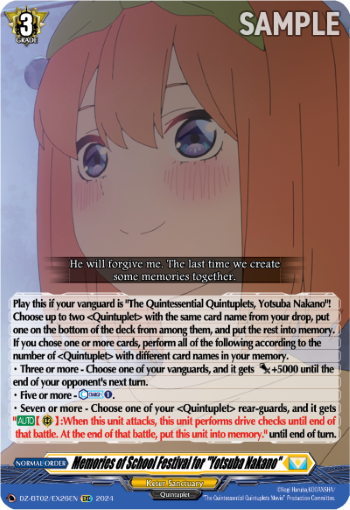 SAMPLE
3
GRADE
He will forgive me. The last time we create
some memories together.
Play this if your vanguard is "The Quintessential Quintuplets, Yotsuba Nakano"!
Choose up to two <Quintuplet> with the same card name from your drop, put
one on the bottom of the deck from among them, and put the rest into memory.
If you chose one or more cards, perform all of the following according to the
number of <Quintuplet> with different card names in your memory.
・Three or more - Choose one of your vanguards, and it gets +5000 until the
end of your opponent's next turn.
・Five or more - 1.
・Seven or more - Choose one of your <Quintuplet> rear-guards, and it gets
"AUTO【 】:When this unit attacks, this unit performs drive checks until end of
that battle. At the end of that battle, put this unit into memory." until end of turn.
NORMAL ORDER
Memories of School Festival for "Yotsuba Nakano"
Keter Sanctuary
DZ-BT02/EX29EN 2024
Quintuplet
"The Quintessential Quintuplets Movie" Production Committee